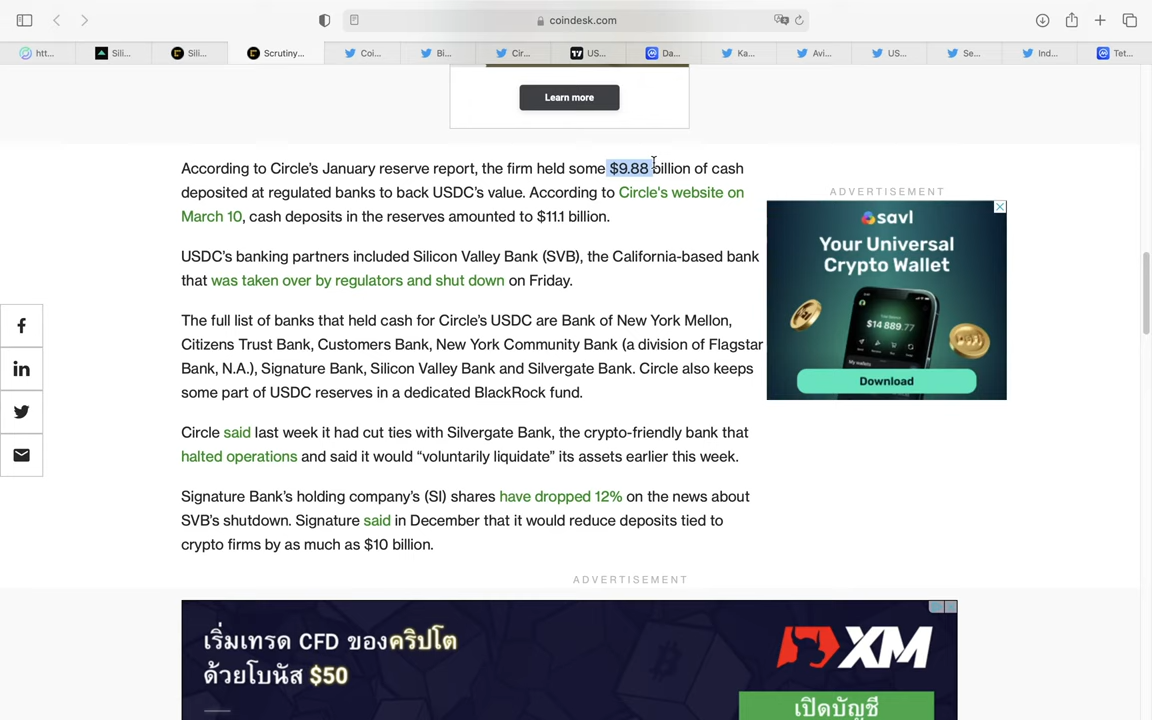 coindesk.com
htt...
Sili...
Sili...
Scrutiny...
Coi...
Bi...
Cir...
US...
Da...
Ka...
Avi...
US...
Se...
Ind...
Tet...
Learn more
According to Circle's January reserve report, the firm held some $9.88 billion of cash
deposited at regulated banks to back USDC's value. According to Circle's website on
March 10, cash deposits in the reserves amounted to $11.1 billion.
USDC's banking partners included Silicon Valley Bank (SVB), the California-based bank
that was taken over by regulators and shut down on Friday.
The full list of banks that held cash for Circle's USDC are Bank of New York Mellon,
Citizens Trust Bank, Customers Bank, New York Community Bank (a division of Flagstar
Bank, N.A.), Signature Bank, Silicon Valley Bank and Silvergate Bank. Circle also keeps
some part of USDC reserves in a dedicated BlackRock fund.
Circle said last week it had cut ties with Silvergate Bank, the crypto-friendly bank that
halted operations and said it would “voluntarily liquidate” its assets earlier this week.
Signature Bank's holding company's (SI) shares have dropped 12% on the news about
SVB's shutdown. Signature said in December that it would reduce deposits tied to
crypto firms by as much as $10 billion.
ADVERTISEMENT
savl
Your Universal
Crypto Wallet
$14 889.77
Download
ADVERTISEMENT
เริ่มเทรด CFD ของคริปโต
ด้วยโบนัส $50
XM
เปิดบัญชี